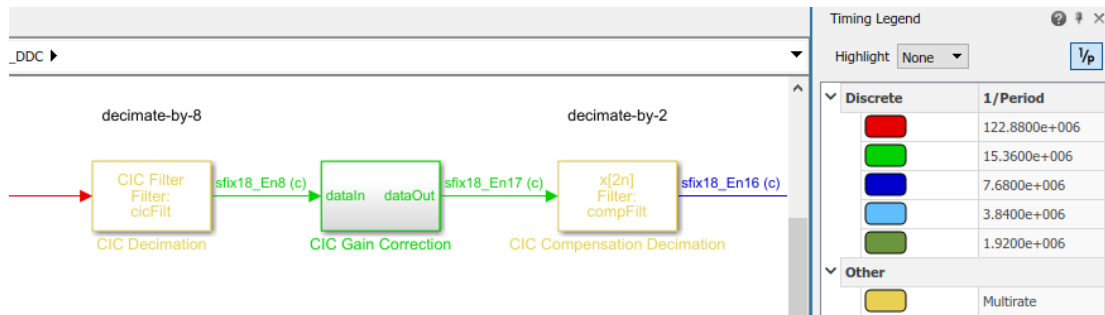 Timing Legend
_DDC
Highlight None
1/p
decimate-by-8
decimate-by-2
CIC Filter
Filter:
cicFilt
CIC Decimation
sfix18_En8 (c)
dataIn dataOut
CIC Gain Correction
sfix18_En17 (c)
x[2n]
Filter:
compFilt
CIC Compensation Decimation
sfix18_En16 (c)
Discrete 1/Period
122.8800e+006
15.3600e+006
7.6800e+006
3.8400e+006
1.9200e+006
Other
Multirate